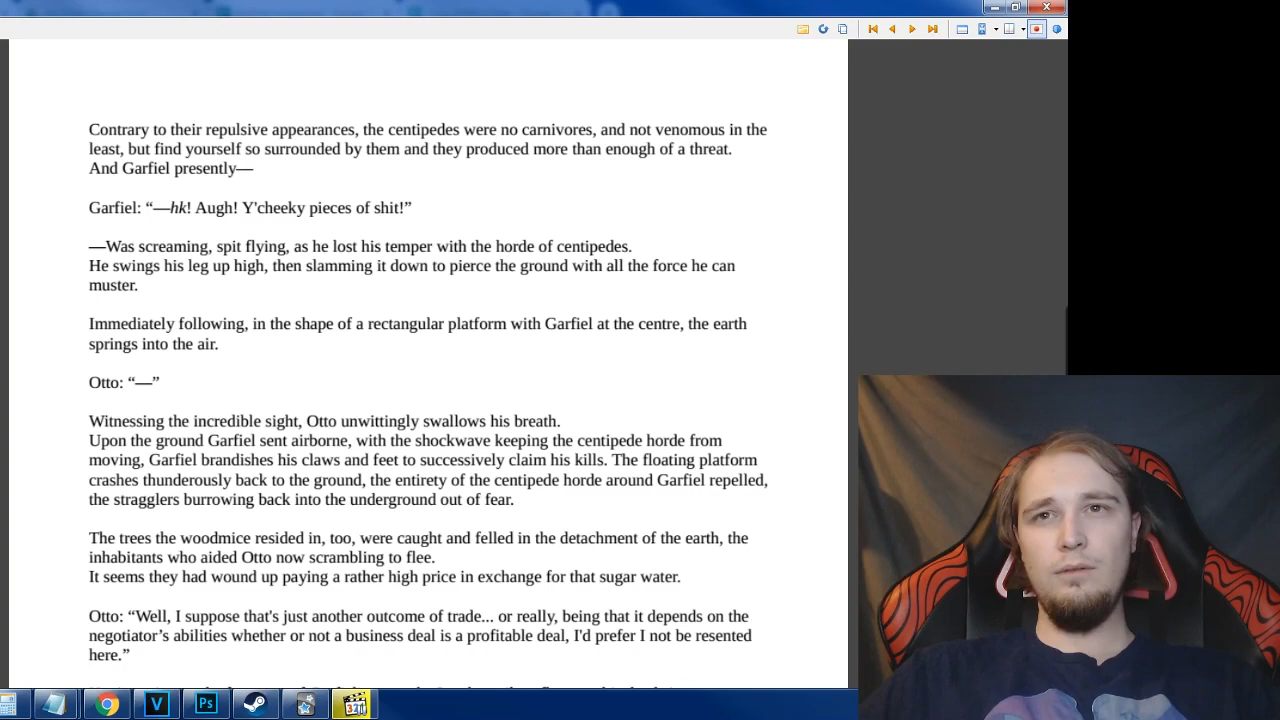 Contrary to their repulsive appearances, the centipedes were no carnivores, and not venomous in the
least, but find yourself so surrounded by them and they produced more than enough of a threat.
And Garfiel presently—
Garfiel: “—hk! Augh! Y'cheeky pieces of shit!”
—Was screaming, spit flying, as he lost his temper with the horde of centipedes.
He swings his leg up high, then slamming it down to pierce the ground with all the force he can
muster.
Immediately following, in the shape of a rectangular platform with Garfiel at the centre, the earth
springs into the air.
Otto: “—”
Witnessing the incredible sight, Otto unwittingly swallows his breath.
Upon the ground Garfiel sent airborne, with the shockwave keeping the centipede horde from
moving, Garfiel brandishes his claws and feet to successively claim his kills. The floating platform
crashes thunderously back to the ground, the entirety of the centipede horde around Garfiel repelled,
the stragglers burrowing back into the underground out of fear.
The trees the woodmice resided in, too, were caught and felled in the detachment of the earth, the
inhabitants who aided Otto now scrambling to flee.
It seems they had wound up paying a rather high price in exchange for that sugar water.
Otto: “Well, I suppose that's just another outcome of trade... or really, being that it depends on the
negotiator’s abilities whether or not a business deal is a profitable deal, I'd prefer I not be resented
here.”
V
Ps
321